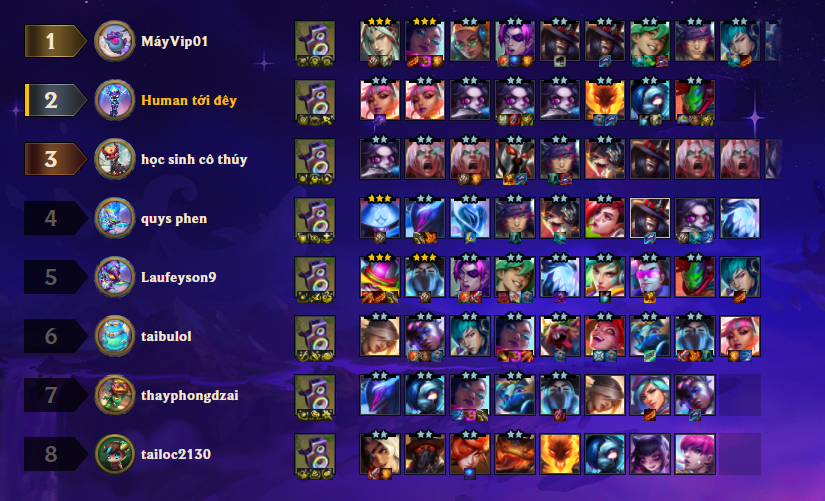 1 MáyVip01
2 Human tới đêy
3 học sinh cô thúy
4 quys phen
5 Laufeyson9
6 taibulol
7 thayphongdzai
8 tailoc2130